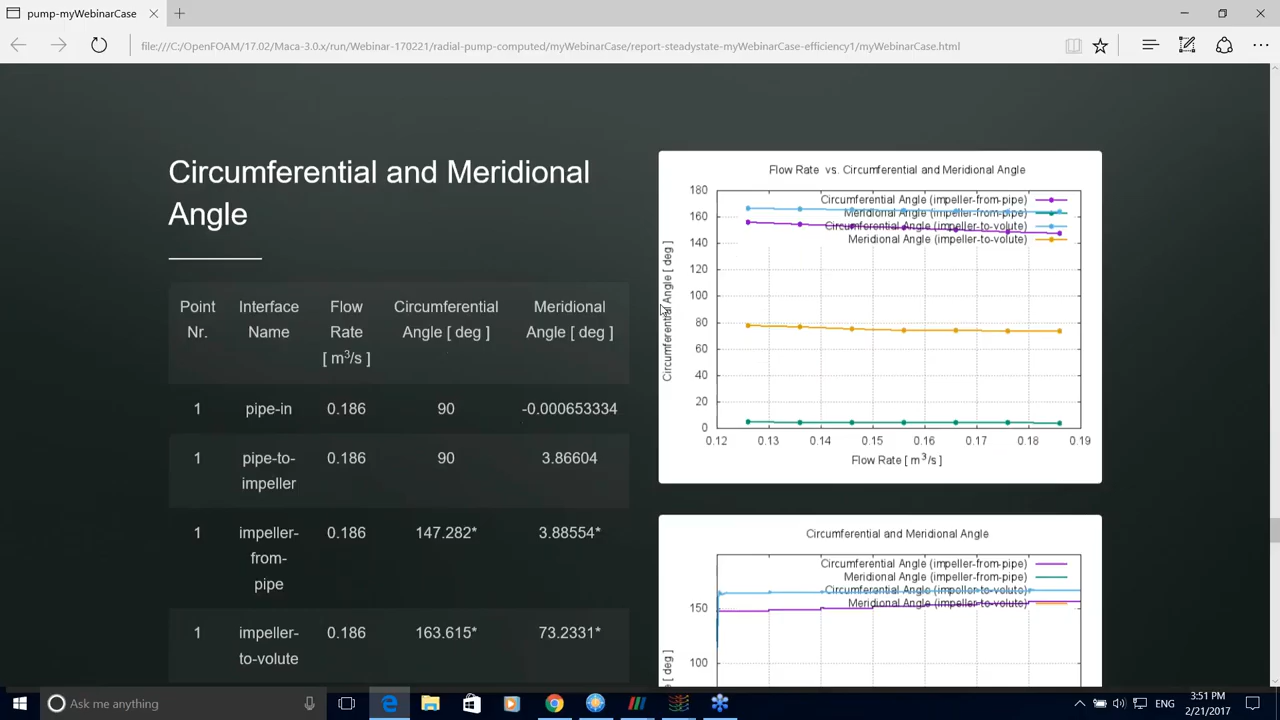 pump-myWebinarCase
file:///C:/OpenFOAM/17.02/Maca-3.0.x/run/Webinar-170221/radial-pump-computed/myWebinarCase/report-steadystate-myWebinarCase-efficiency1/myWebinarCase.html
Circumferential and Meridional
Angle
Point Interface Flow Circumferential Meridional
Nr. Name Rate Angle [ deg ] Angle [ deg ]
[ m³/s ]
1 pipe-in 0.186 90 -0.000653334
1 pipe-to- 0.186 90 3.86604
impeller
1 impeller- 0.186 147.282* 3.88554*
from-
pipe
1 impeller- 0.186 163.615* 73.2331*
to-volute
Flow Rate vs. Circumferential and Meridional Angle
Circumferential Angle (impeller-from-pipe)
Meridional Angle (impeller-from-pipe)
Circumferential Angle (impeller-to-volute)
Meridional Angle (impeller-to-volute)
180
160
140
120
100
80
60
40
20
0
Circumferential Angle [ deg ]
0.12 0.13 0.14 0.15 0.16 0.17 0.18 0.19
Flow Rate [ m³/s ]
Circumferential and Meridional Angle
Circumferential Angle (impeller-from-pipe)
Meridional Angle (impeller-from-pipe)
Circumferential Angle (impeller-to-volute)
Meridional Angle (impeller-to-volute)
150
100
[ deg ]
Ask me anything
ENG
3:51 PM
2/21/2017